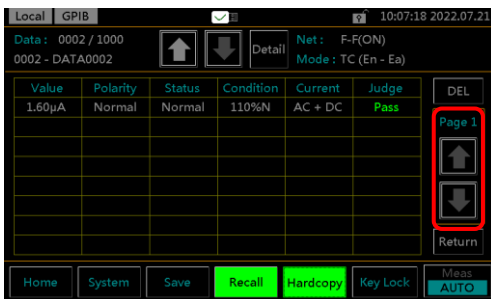 Local GPIB 10:07:18 2022.07.21
Data: 0002 / 1000
0002 - DATA0002
Detail
Net: F-F(ON)
Mode : TC (En - Ea)
Value Polarity Status Condition Current Judge
1.60µA Normal Normal 110%N AC + DC Pass
DEL
Page 1
Return
Home System Save Recall Hardcopy Key Lock Meas
AUTO